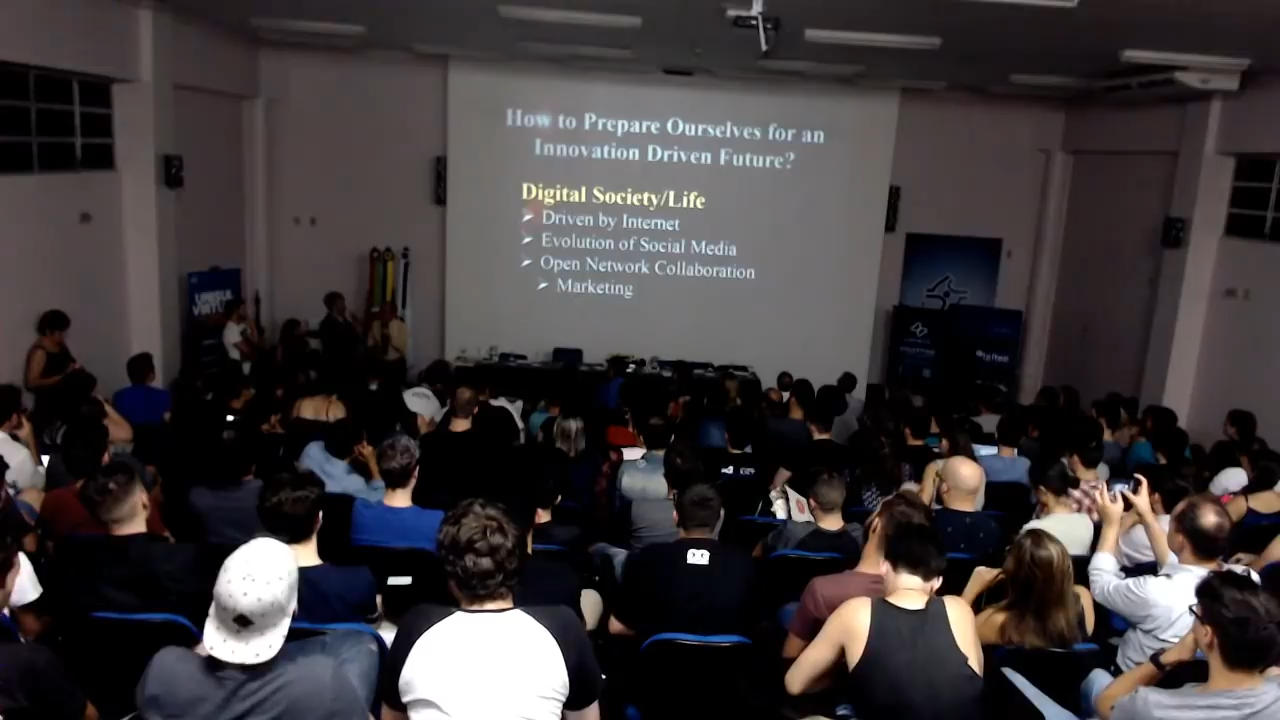 How to Prepare Ourselves for an
Innovation Driven Future?
Digital Society/Life
➤ Driven by Internet
➤ Evolution of Social Media
➤ Open Network Collaboration
➤ Marketing